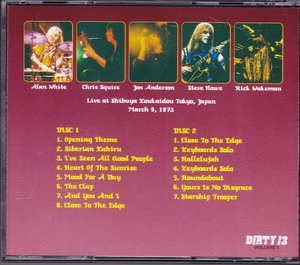 Alan White
Chris Squire
Jon Anderson
Steve Howe
Rick Wakeman
Live at Shibuya Koukaidou Tokyo, Japan
March 8, 1973
DISC 1
1. Opening Theme
2. Siberian Kahtru
3. I've Seen All Good People
4. Heart Of The Sunrise
5. Mood For A Day
6. The Clap
7. And You And I
8. Close To The Edge
DISC 2
1. Close To The Edge
2. Keyboards Solo
3. Hallelujah
4. Keyboards Solo
5. Roundabout
6. Yours Is No Disgrace
7. Starship Trooper
DiRTY 13
VOLUME 1